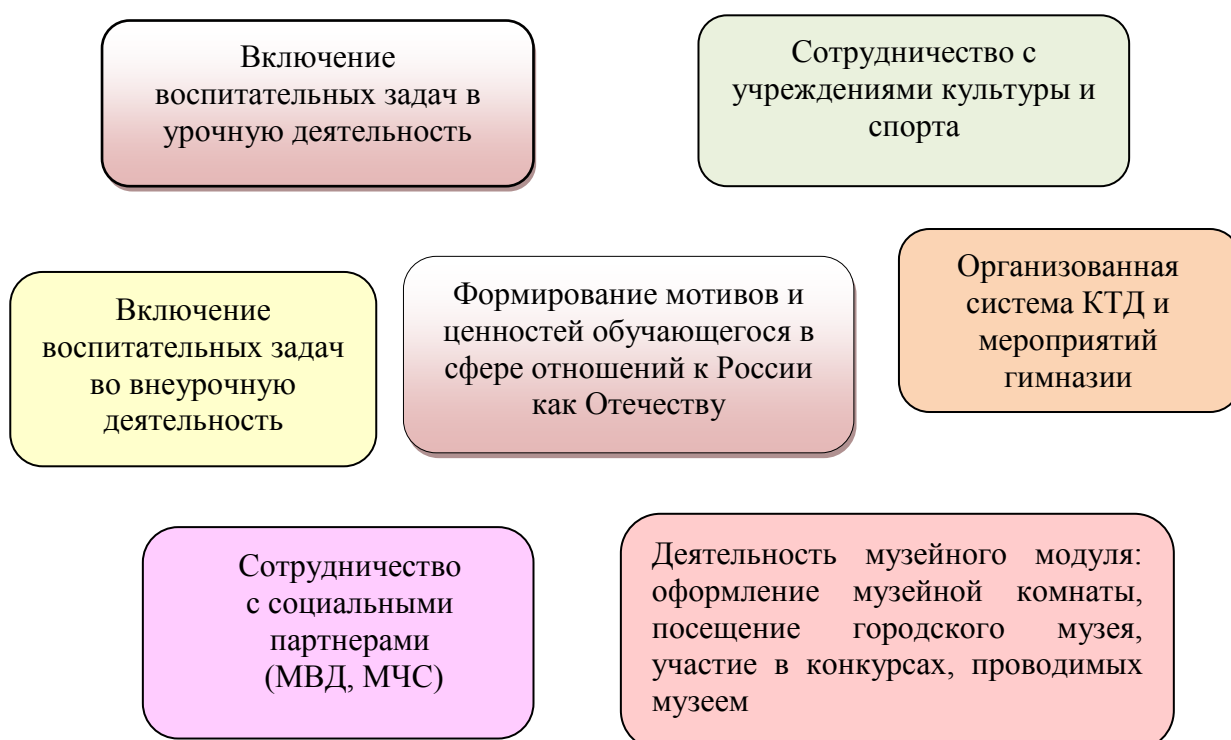 Включение
воспитательных задач в
урочную деятельность
Сотрудничество с
учреждениями культуры и
спорта
Включение
воспитательных задач
во внеурочную
деятельность
Формирование мотивов и
ценностей обучающегося в
сфере отношений к России
как Отечеству
Организованная
система КТД и
мероприятий
гимназии
Сотрудничество
с социальными
партнерами
(МВД, МЧС)
Деятельность музейного модуля:
оформление музейной комнаты,
посещение городского музея,
участие в конкурсах, проводимых
музеем